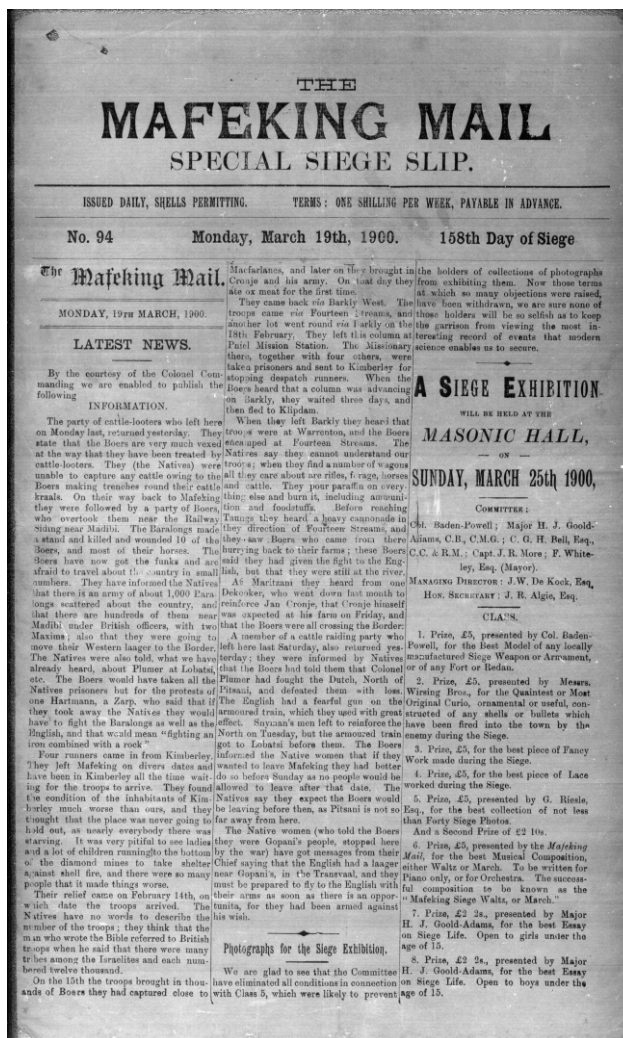 THE
MAFEKING MAIL
SPECIAL SIEGE SLIP.
ISSUED DAILY, SHELLS PERMITTING. TERMS: ONE SHILLING PER WEEK, PAYABLE IN ADVANCE.
No. 94 Monday, March 19th, 1900. 158th Day of Siege
The Mafeking Mail.
MONDAY, 19TH MARCH, 1900.
LATEST NEWS.
By the courtesy of the Colonel Com-
manding we are enabled to publish the
following
INFORMATION.
The party of cattle-looters who left here
on Monday last, returned yesterday. They
state that the Boers are very much vexed
at the way that they have been treated by
cattle-looters. They (the Natives) were
unable to capture any cattle owing to the
Boers making trenches round their cattle
kraals. On their way back to Mafeking
they were followed by a party of Boers,
who overtook them near the Railway
Siding near Madibi. The Baralongs made
a stand and killed and wounded 10 of the
Boers, and most of their horses. The
Boers have now got the funks and are
afraid to travel about the country in small
numbers. They have informed the Natives
that there is an army of about 1,000 Bara-
longs scattered about the country, and
that there are hundreds of them near
Madibi under British officers, with two
Maxims; also that they were going to
move their Western laager to the Border.
The Natives were also told, what we have
already heard, about Plumer at Lobatsi,
etc. The Boers would have taken all the
Natives prisoners but for the protests of
one Hartmann, a Zarp, who said that if
they took away the Natives they would
have to fight the Baralongs as well as the
English, and that would mean "fighting an
iron combined with a rock"
Four runners came in from Kimberley.
They left Mafeking on divers dates and
have been in Kimberley all the time wait-
ing for the troops to arrive. They found
the condition of the inhabitants of Kim-
berley much worse than ours, and they
thought that the place was never going to
hold out, as nearly everybody there was
starving. It was very pitiful to see ladies
and a lot of children running to the bottom
of the diamond mines to take shelter
against shell fire, and there were so many
people that it made things worse.
Their relief came on February 14th, on
which date the troops arrived. The
Natives have no words to describe the
number of the troops; they think that the
man who wrote the Bible referred to British
troops when he said that there were many
tribes among the Israelites and each num-
bered twelve thousand.
On the 15th the troops brought in thou-
ands of Boers they had captured close to
Macfarlanes, and later on they brought in
Cronje and his army. On that day they
ate ox meat for the first time.
They came back via Barkly West. The
troops came via Fourteen Streams, and
another lot went round via Barkly on the
18th February. They left this column at
Pniel Mission Station. The Missionary
there, together with four others, were
taken prisoners and sent to Kimberley for
stopping despatch runners. When the
Boers heard that a column was advancing
on Barkly, they waited three days, and
then fled to Klipdam.
When they left Barkly they heard that
troops were at Warrenton, and the Boers
encamped at Fourteen Streams. The
Natives say they cannot understand our
troops; when they find a number of wagons
all they care about are rifles, forage, horses
and cattle. They pour paraffin on every-
thing else and burn it, including ammuni-
tion and foodstuffs. Before reaching
Taungs they heard a heavy cannonade in
they direction of Fourteen Streams, and
they saw Boers who came from there
hurrying back to their farms; these Boers
said they had given the fight to the Eng-
lish, but that they were still at the river.
At Maritzani they heard from one
Dekooker, who went down last month to
reinforce Jan Cronje, that Cronje himself
was expected at his farm on Friday, and
that the Boers were all crossing the Border:
A member of a cattle raiding party who
left here last Saturday, also returned yes-
terday; they were informed by Natives
that the Boers had told them that Colonel
Plumer had fought the Dutch, North of
Pitsani, and defeated them with loss.
The English had a fearful gun on the
armoured train, which they used with great
effect. Snyman's men left to reinforce the
North on Tuesday, but the armoured train
got to Lobatsi before them. The Boers
informed the Native women that if they
wanted to leave Mafeking they had better
do so before Sunday as no people would be
allowed to leave after that date. The
Natives say they expect the Boers would
be leaving before then, as Pitsani is not so
far away from here.
The Native women (who told the Boers
they were Gopani's people, stopped here
by the war) have got messages from their
Chief saying that the English had a laager
near Gopani's, in the Transvaal, and they
must be prepared to fly to the English with
their arms as soon as there is an oppor-
tunita, for they had been armed against
his wish.
Photographs for the Siege Exhibition.
We are glad to see that the Committee
have eliminated all conditions in connection
with Class 5, which were likely to prevent
the holders of collections of photographs
from exhibiting them. Now those terms
at which so many objections were raised,
have been withdrawn, we are sure none of
those holders will be so selfish as to keep
the garrison from viewing the most in-
teresting record of events that modern
science enables us to secure.
A SIEGE EXHIBITION
WILL BE HELD AT THE
MASONIC HALL,
— ON —
SUNDAY, MARCH 25th 1900,
COMMITTEE:
Col. Baden-Powell; Major H. J. Goold-
Adams, C.B., C.M.G.; C. G. H. Bell, Esq.,
C.C. & R.M.; Capt. J. R. More; F. White-
ley, Esq. (Mayor).
MANAGING DIRECTOR: J.W. De Kock, Esq,
HON. SECRETARY: J. R. Algie, Esq.
CLASS.
1. Prize, £5, presented by Col. Baden-
Powell, for the Best Model of any locally
manufactured Siege Weapon or Armament,
or of any Fort or Redan.
2. Prize, £5, presented by Messrs.
Wirsing Bros., for the Quaintest or Most
Original Curio, ornamental or useful, con-
structed of any shells or bullets which
have been fired into the town by the
enemy during the Siege.
3. Prize, £5, for the best piece of Fancy
Work made during the Siege.
4. Prize, £5, for the best piece of Lace
worked during the Siege.
5. Prize, £5, presented by G. Riesle,
Esq., for the best collection of not less
than Forty Siege Photos.
And a Second Prize of £2 10s.
6. Prize, £5, presented by the Mafeking
Mail, for the best Musical Composition,
either Waltz or March. To be written for
Piano only, or for Orchestra. The success-
ful composition to be known as the
"Mafeking Siege Waltz, or March."
7. Prize, £2 2s., presented by Major
H. J. Goold-Adams, for the best Essay
on Siege Life. Open to girls under the
age of 15.
8. Prize, £2 2s., presented by Major
H. J. Goold-Adams, for the best Essay
on Siege Life. Open to boys under the
age of 15.